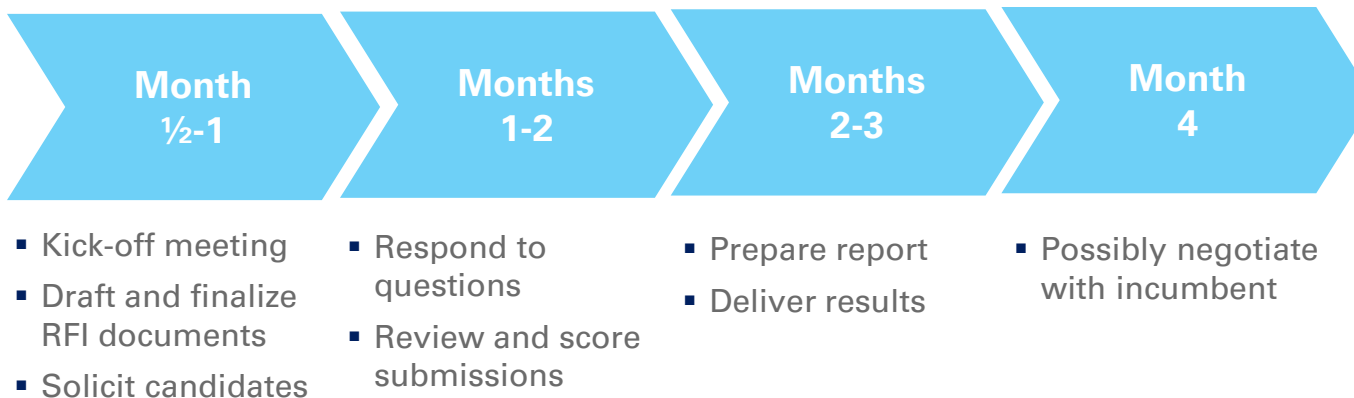 Month
½-1
Months
1-2
Months
2-3
Month
4
▪ Kick-off meeting
▪ Draft and finalize
RFI documents
▪ Solicit candidates
▪ Respond to
questions
▪ Review and score
submissions
▪ Prepare report
▪ Deliver results
▪ Possibly negotiate
with incumbent